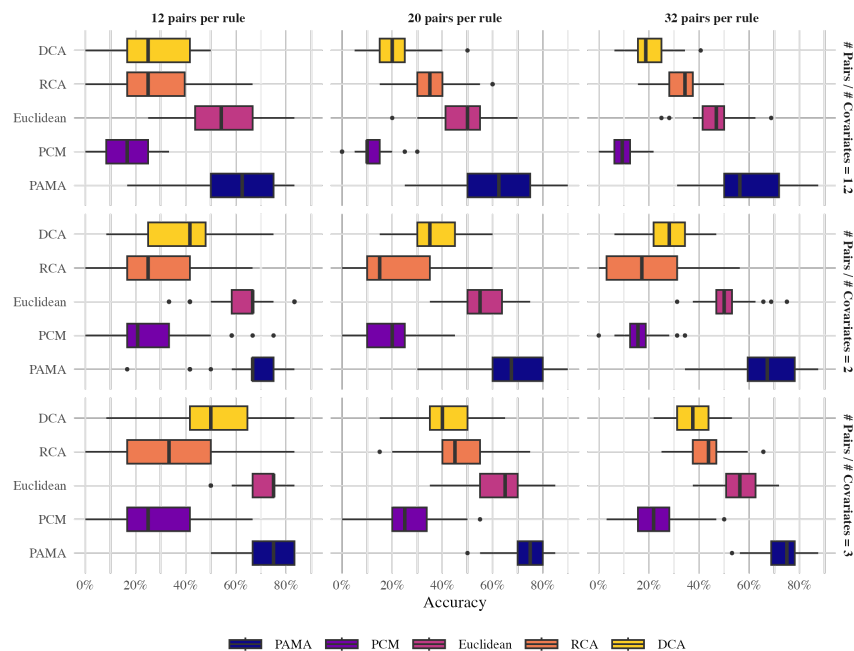 12 pairs per rule 20 pairs per rule 32 pairs per rule
DCA
RCA
Euclidean
PCM
PAMA
# Pairs / # Covariates = 1.2
DCA
RCA
Euclidean
PCM
PAMA
# Pairs / # Covariates = 2
DCA
RCA
Euclidean
PCM
PAMA
# Pairs / # Covariates = 3
0% 20% 40% 60% 80% 0% 20% 40% 60% 80% 0% 20% 40% 60% 80%
Accuracy
PAMA PCM Euclidean RCA DCA